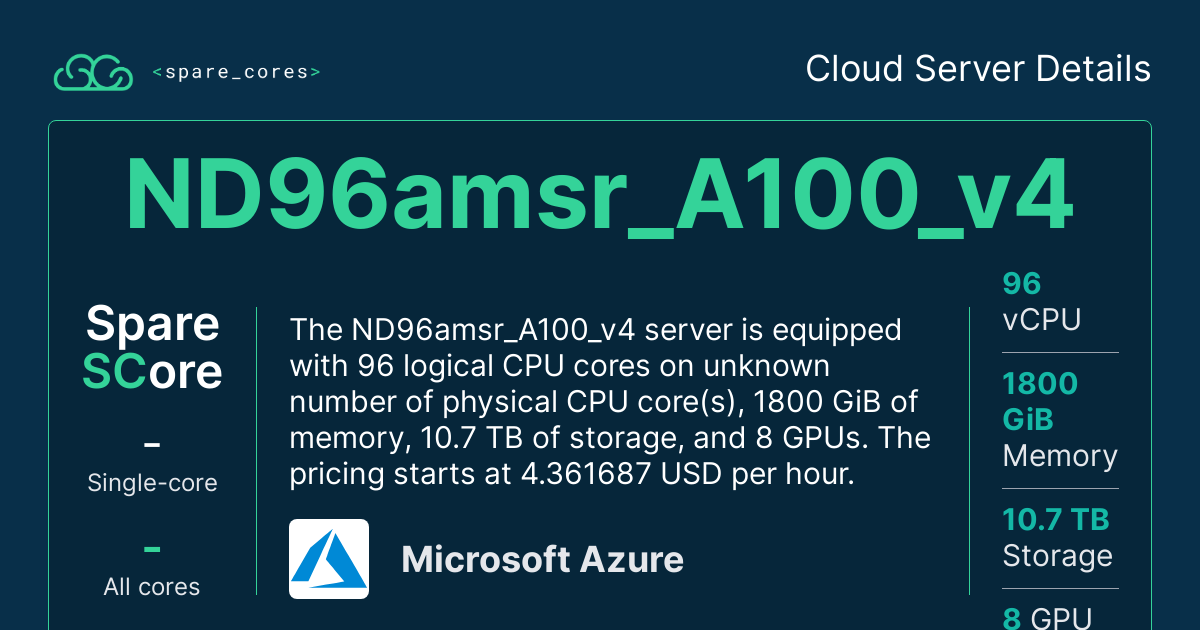 <spare_cores>
Cloud Server Details
ND96amsr_A100_v4
Spare
SCore
–
Single-core
–
All cores
The ND96amsr_A100_v4 server is equipped
with 96 logical CPU cores on unknown
number of physical CPU core(s), 1800 GiB of
memory, 10.7 TB of storage, and 8 GPUs. The
pricing starts at 4.361687 USD per hour.
Microsoft Azure
96
vCPU
1800
GiB
Memory
10.7 TB
Storage
8 GPU